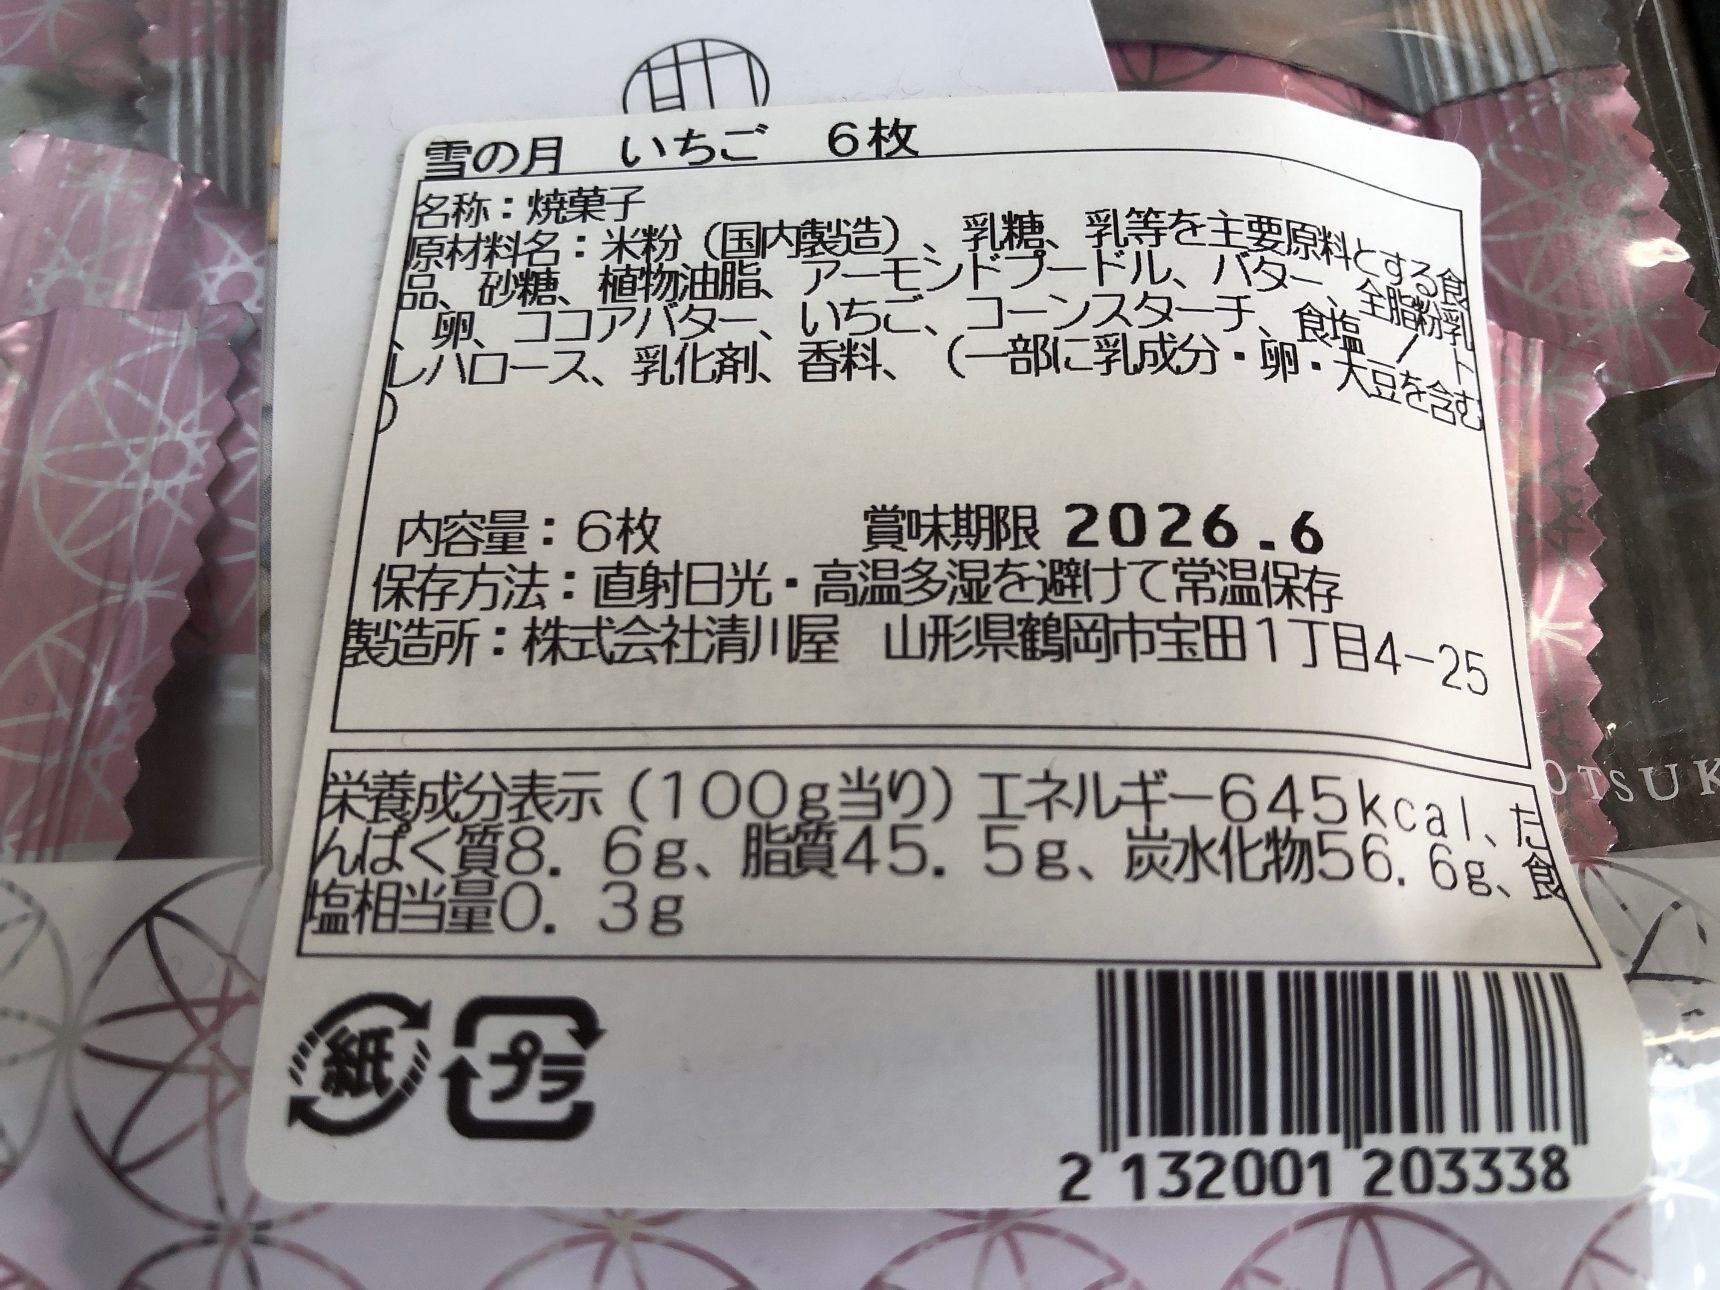 雪の月　いちご　6枚
名称：焼菓子
原材料名：米粉（国内製造）、乳糖、乳等を主要原料とする食
品、砂糖、植物油脂、アーモンドプードル、バター、全脂粉乳
、卵、ココアバター、いちご、コーンスターチ、食塩／ト
レハロース、乳化剤、香料、（一部に乳成分・卵・大豆を含む
）
内容量：6枚　賞味期限 2026.6
保存方法：直射日光・高温多湿を避けて常温保存
製造所：株式会社清川屋　山形県鶴岡市宝田1丁目4-25
栄養成分表示（100g当り）エネルギー645kcal、た
んぱく質8．6g、脂質45．5g、炭水化物56．6g、食
塩相当量0．3g
紙 プラ
2 132001 203338
OTSUK